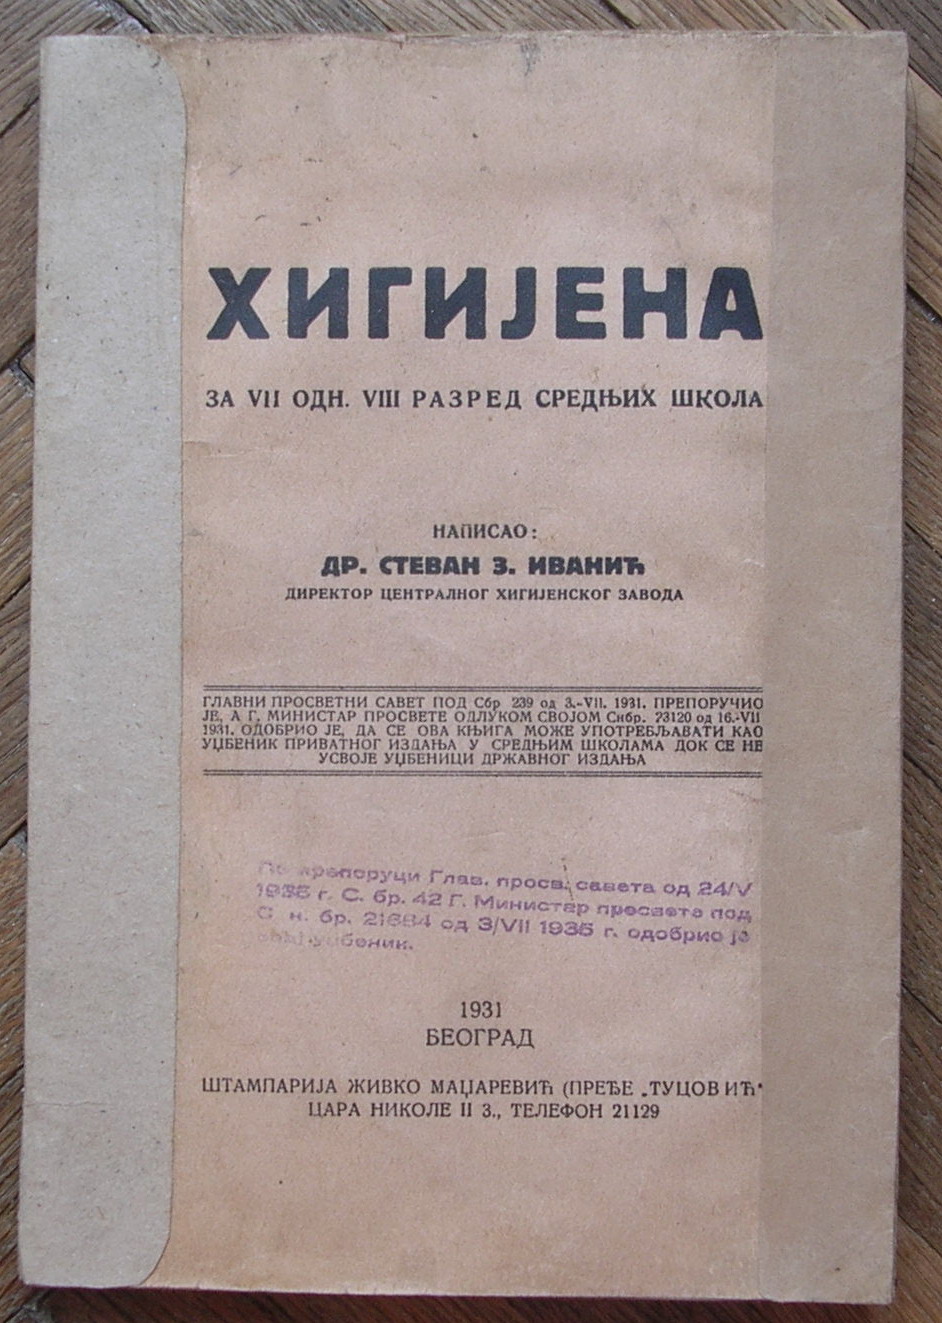 ХИГИЈЕНА
ЗА VII ОДН. VIII РАЗРЕД СРЕДЊИХ ШКОЛА
НАПИСАО:
ДР. СТЕВАН З. ИВАНИЋ
ДИРЕКТОР ЦЕНТРАЛНОГ ХИГИЈЕНСКОГ ЗАВОДА
ГЛАВНИ ПРОСВЕТНИ САВЕТ ПОД Сбр 239 од 3.-VII. 1931. ПРЕПОРУЧИО
ЈЕ, А Г. МИНИСТАР ПРОСВЕТЕ ОДЛУКОМ СВОЈОМ Снбр. 73120 од 16.-VII
1931. ОДОБРИО ЈЕ, ДА СЕ ОВА КЊИГА МОЖЕ УПОТРЕБЉАВАТИ КАО
УЏБЕНИК ПРИВАТНОГ ИЗДАЊА У СРЕДЊИМ ШКОЛАМА ДОК СЕ НЕ
УСВОЈЕ УЏБЕНИЦИ ДРЖАВНОГ ИЗДАЊА
По препоруци Глав. просв. савета од 24/V
г. С. бр. 42 Г. Министар просвете под
С. н. бр. од 3/VII г. одобрио је
уџбеник.
1931
БЕОГРАД
ШТАМПАРИЈА ЖИВКО МАЏАРЕВИЋ (ПРЕЂЕ „ТУЦОВИЋ"
ЦАРА НИКОЛЕ II 3., ТЕЛЕФОН 21129